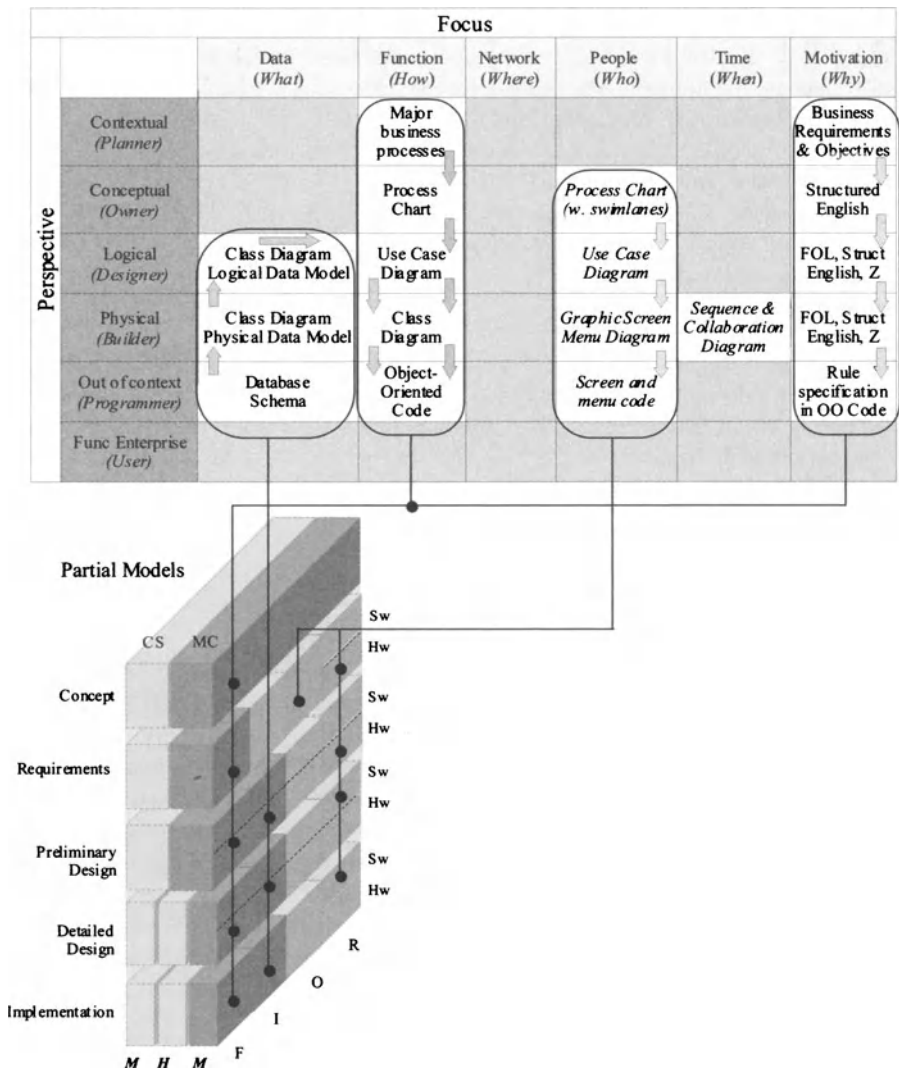 Focus
Data
(What)
Function
(How)
Network
(Where)
People
(Who)
Time
(When)
Motivation
(Why)
Perspective
Contextual
(Planner)
Major
business
processes
Business
Requirements
& Objectives
Conceptual
(Owner)
Process
Chart
Process Chart
(w. swimlanes)
Structured
English
Logical
(Designer)
Class Diagram
Logical Data Model
Use Case
Diagram
Use Case
Diagram
FOL, Struct
English, Z
Physical
(Builder)
Class Diagram
Physical Data Model
Class
Diagram
Graphic Screen
Menu Diagram
Sequence &
Collaboration
Diagram
FOL, Struct
English, Z
Out of context
(Programmer)
Database
Schema
Object-
Oriented
Code
Screen and
menu code
Rule
specification
in OO Code
Func Enterprise
(User)
Partial Models
CS
MC
Sw
Hw
Sw
Hw
Sw
Hw
Sw
Hw
Concept
Requirements
Preliminary
Design
Detailed
Design
Implementation
R
O
I
F
M
H
M